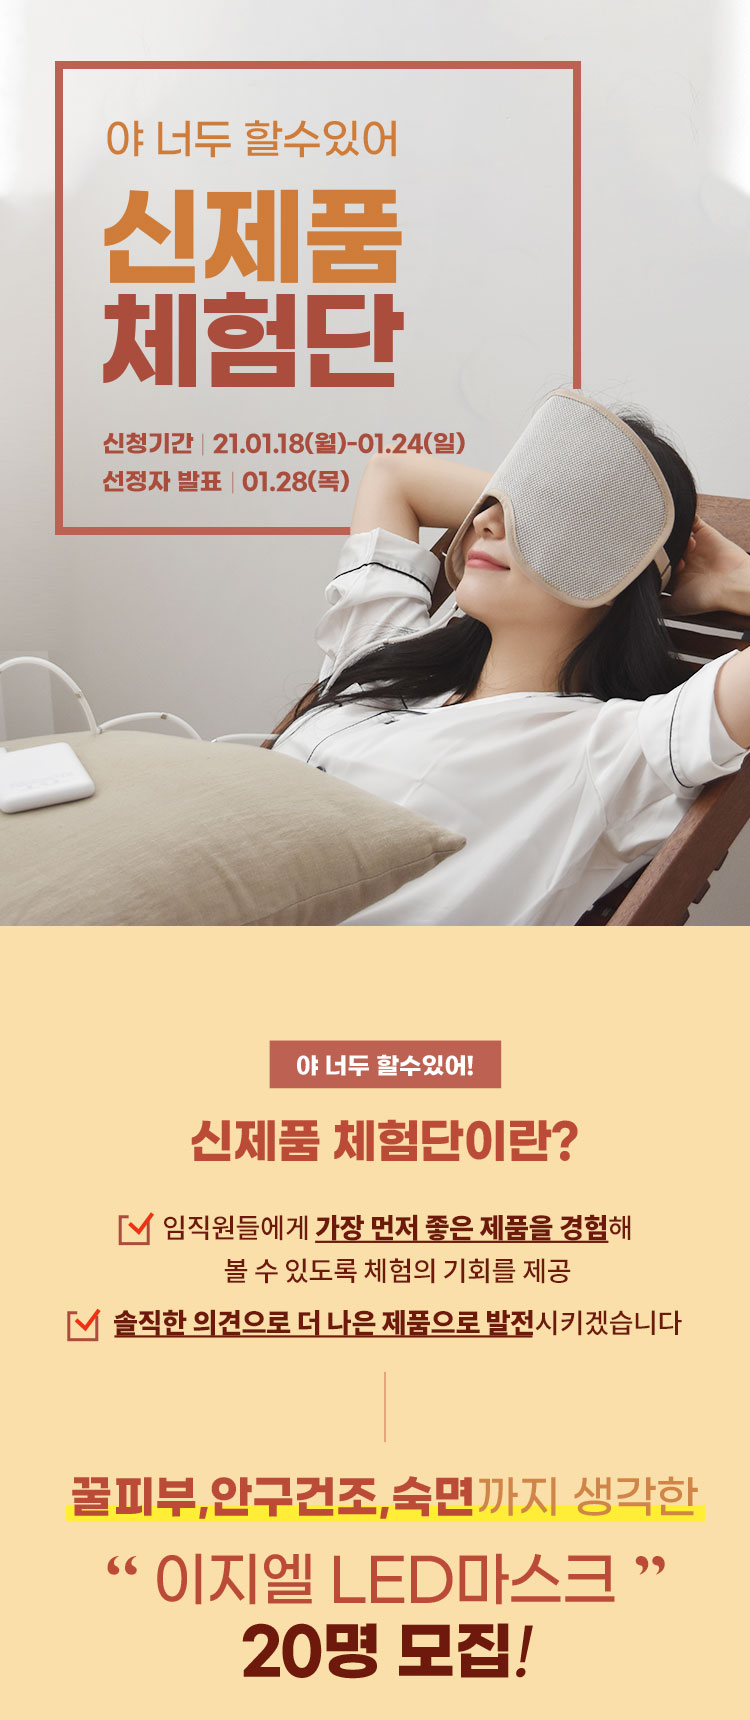 야 너두 할수있어
신제품
체험단
신청기간 | 21.01.18(월)-01.24(일)
선정자 발표 | 01.28(목)
야 너두 할수있어!
신제품 체험단이란?
임직원들에게 가장 먼저 좋은 제품을 경험해
볼 수 있도록 체험의 기회를 제공
솔직한 의견으로 더 나은 제품으로 발전시키겠습니다
꿀피부,안구건조,숙면까지 생각한
“ 이지엘 LED마스크 ”
20명 모집!